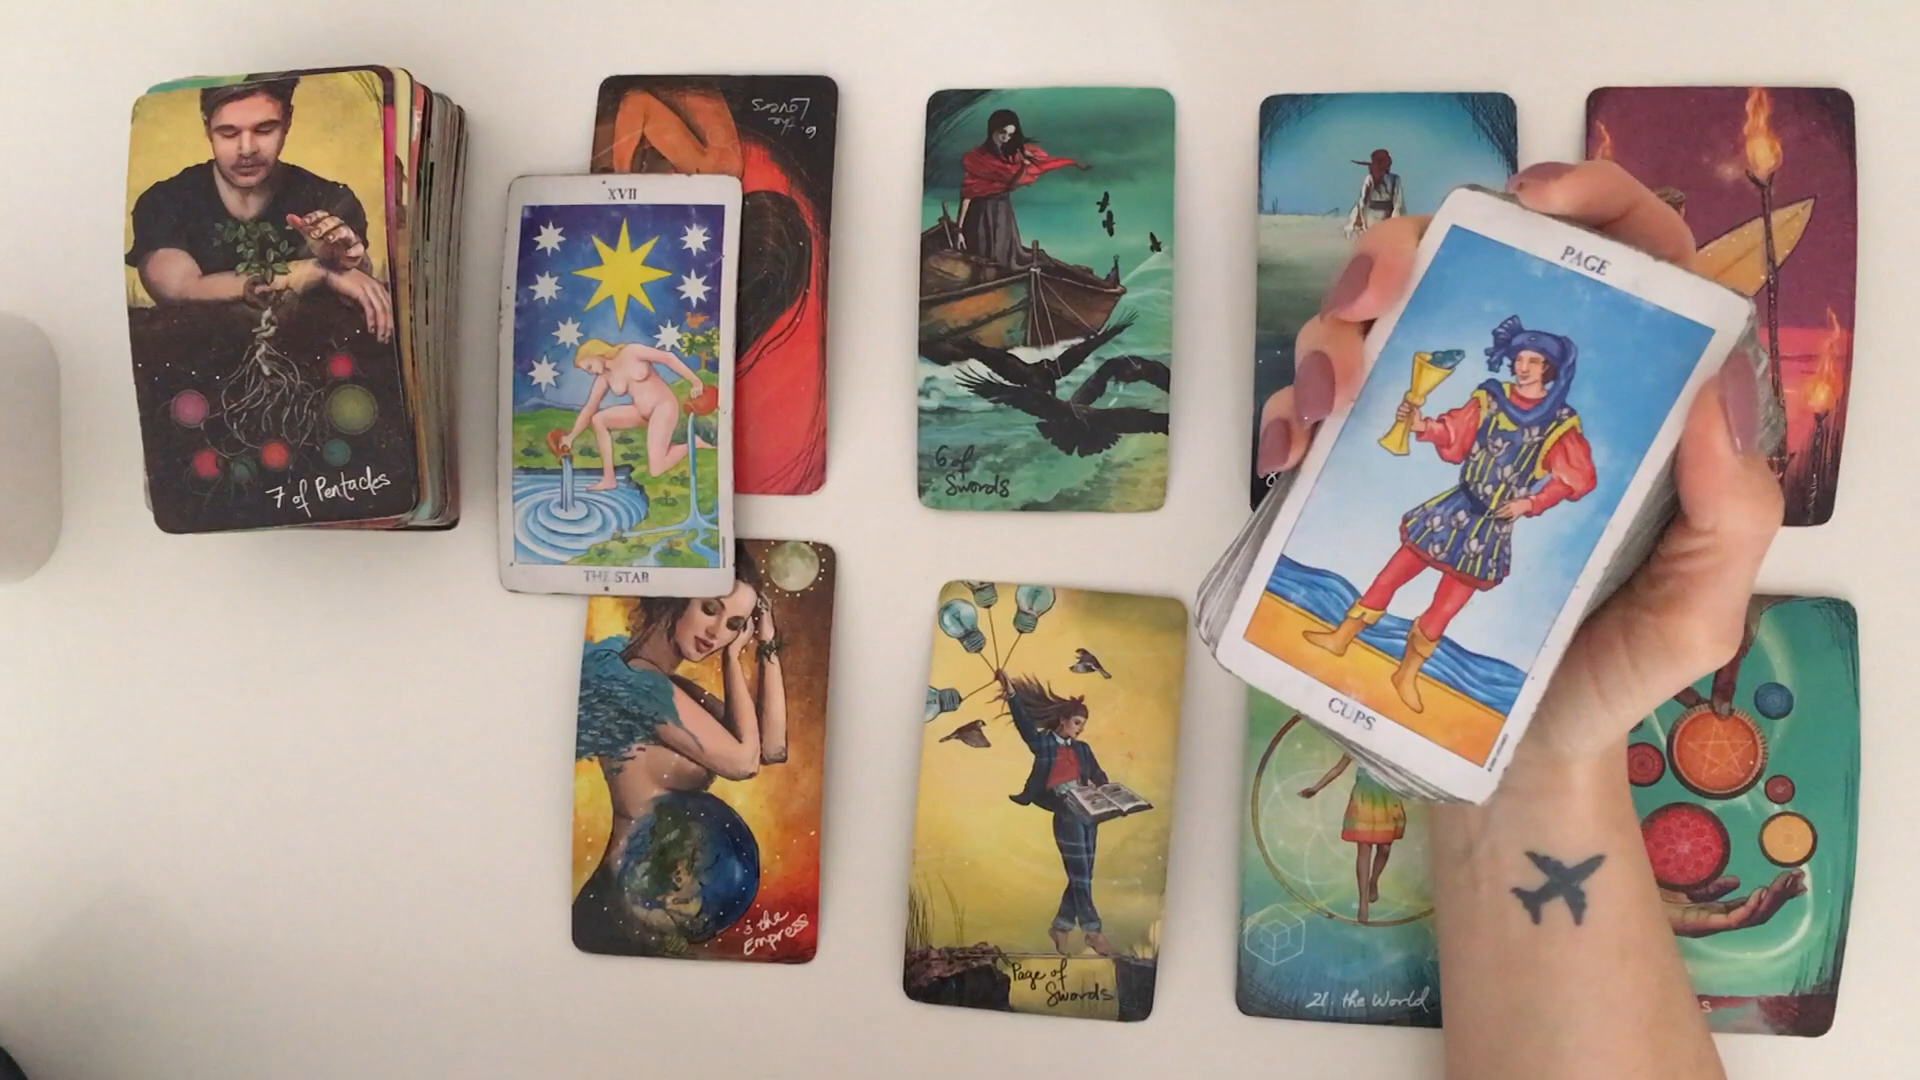 7 of Pentacles
XVII
THE STAR
6. the
Lovers
6 of
Swords
PAGE
CUPS
3 the
Empress
Page of
Swords
21. the World